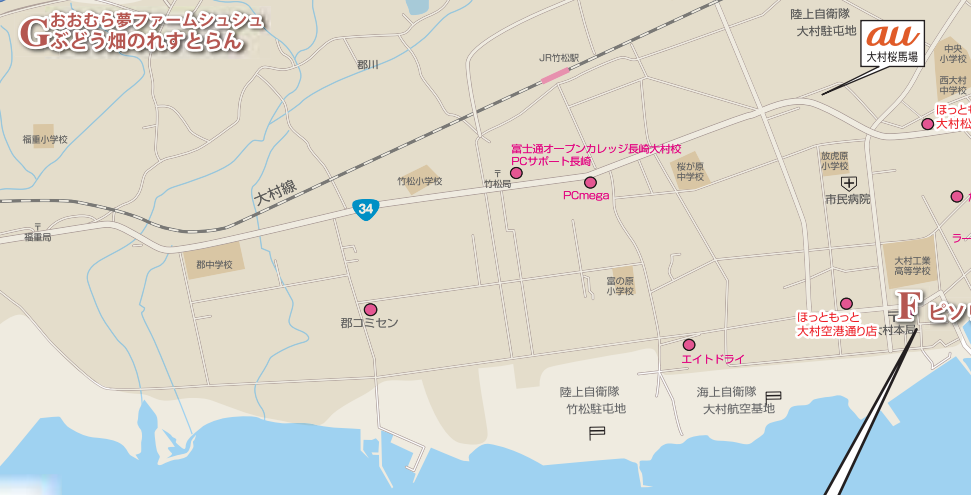 G おおむら夢ファームシュシュ
ぶどう畑のれすとらん
陸上自衛隊
大村駐屯地
au
大村桜馬場
中央
小学校
西大村
中学校
JR竹松駅
郡川
ほっとも
大村松
福重小学校
富士通オープンカレッジ長崎大村校
PCサポート長崎
放虎原
小学校
桜が原
中学校
竹松小学校
〒
竹松局
PCmega
市民病院
大村線
34
〒
福重局
ラー
郡中学校
大村工業
高等学校
富の原
小学校
F ピソリ
ほっともっと
大村空港通り店
〒
大村本局
郡コミセン
エイトドライ
陸上自衛隊
竹松駐屯地
海上自衛隊
大村航空基地